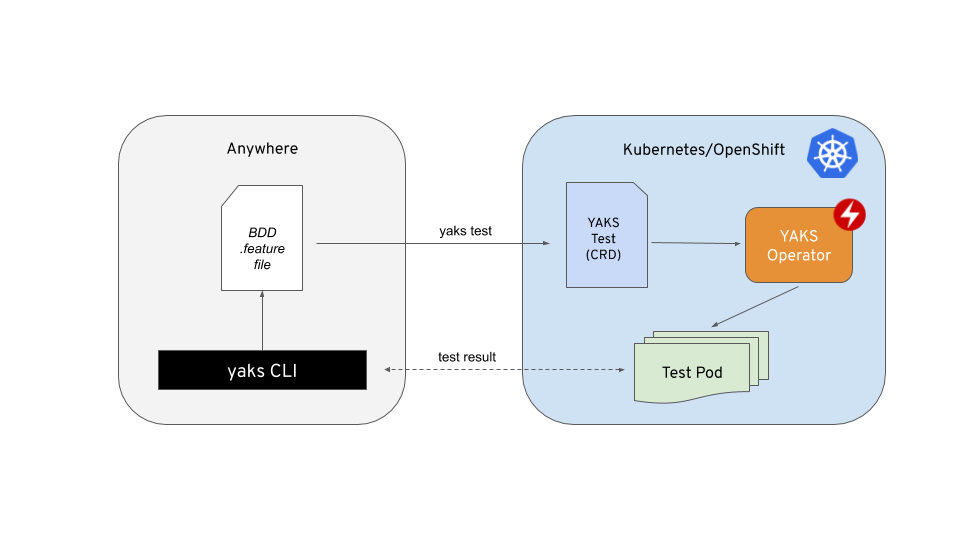 Anywhere
BDD
.feature
file
yaks CLI
yaks test
test result
Kubernetes/OpenShift
YAKS
Test
(CRD)
YAKS
Operator
Test Pod